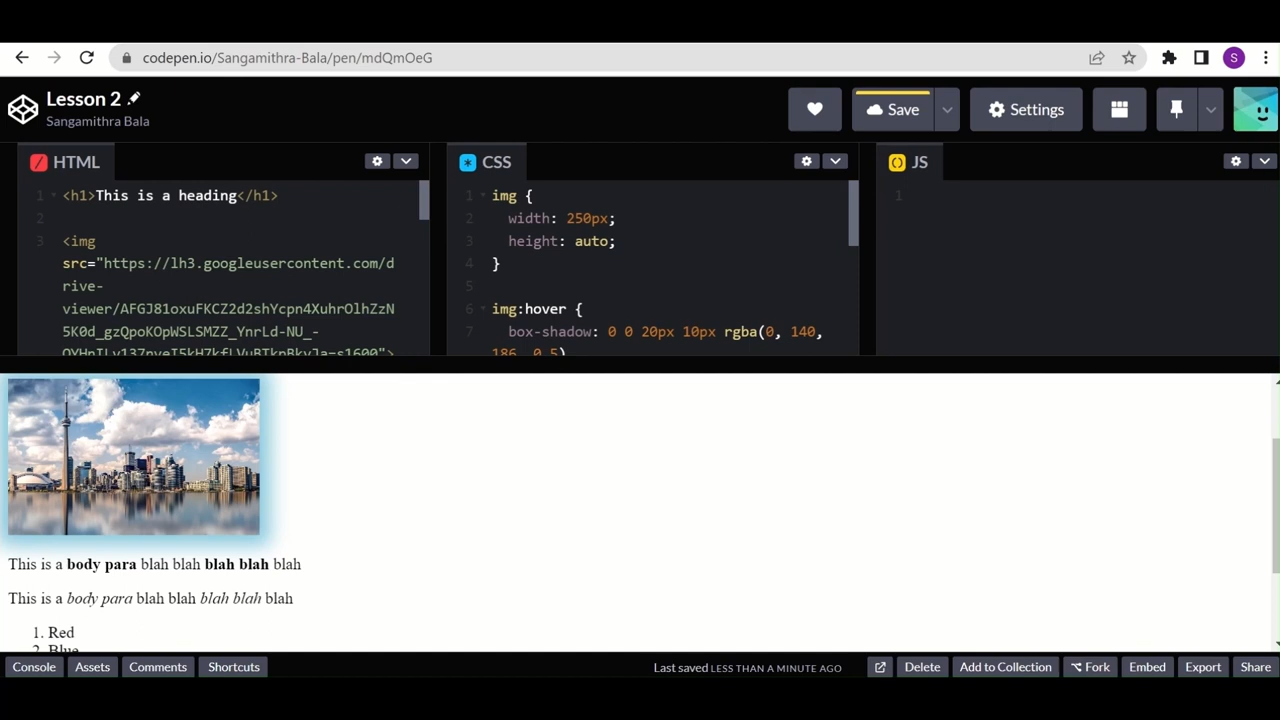 codepen.io/Sangamithra-Bala/pen/mdQmOeG
S
Lesson 2
Sangamithra Bala
Save
Settings
HTML
1 <h1>This is a heading</h1>
2
3 <img
src="https://lh3.googleusercontent.com/d
rive-
viewer/AFGJ81oxuFKCZ2d2shYcpn4XuhrOlhZzN
5K0d_gzQpoKOpWSLSMZZ_YnrLd-NU_-
CSS
1 img {
2 width: 250px;
3 height: auto;
4 }
5
6 img:hover {
7 box-shadow: 0 0 20px 10px rgba(0, 140,
186, 0.5)
JS
1
This is a body para blah blah blah blah blah
This is a body para blah blah blah blah blah
1. Red
2. Blue
Console
Assets
Comments
Shortcuts
Last saved LESS THAN A MINUTE AGO
Delete
Add to Collection
Fork
Embed
Export
Share